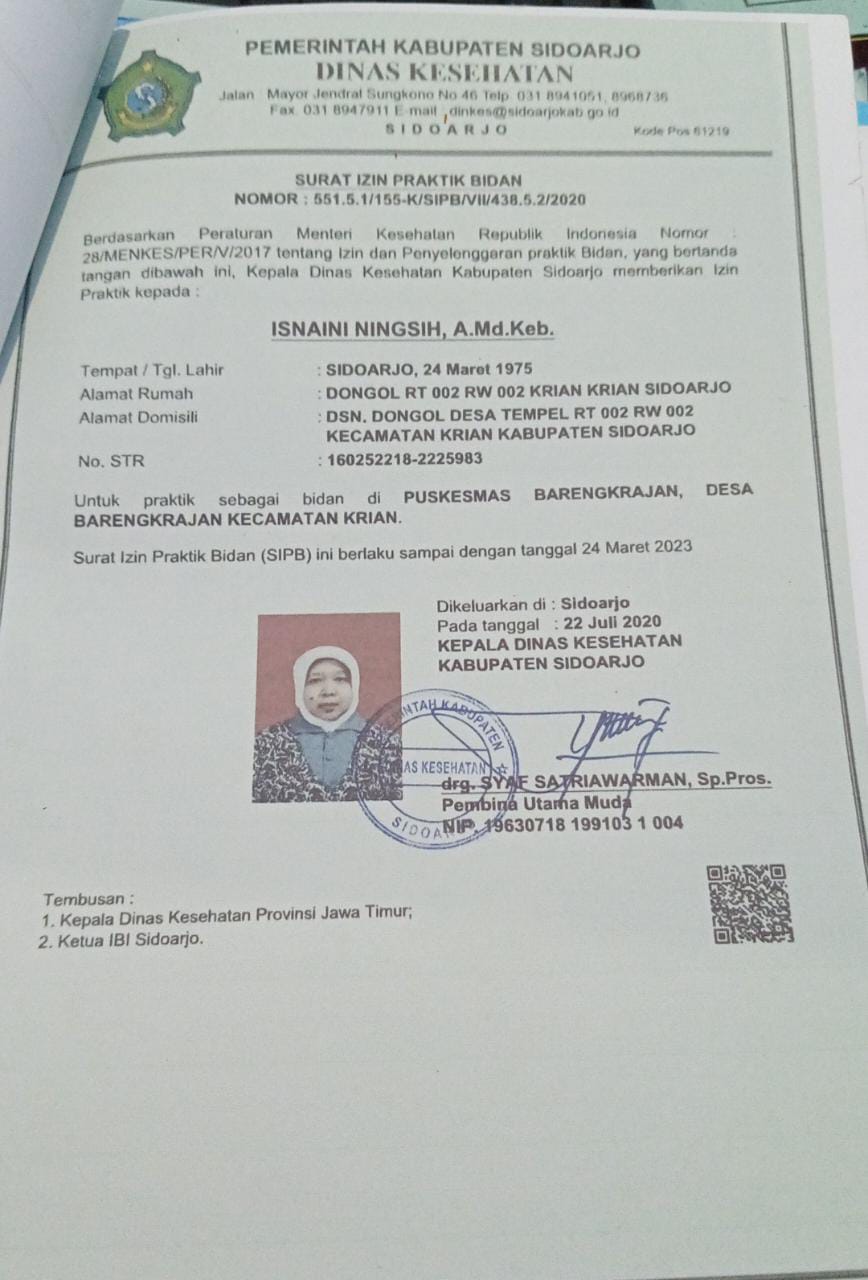 PEMERINTAH KABUPATEN SIDOARJO
DINAS KESEHATAN
Jalan Mayor Jendral Sungkono No 46 Telp. 031 8941051, 8968736
Fax. 031 8947911 E-mail dinkes@sidoarjokab.go.id
SIDOARJO
Kode Pos 61219
SURAT IZIN PRAKTIK BIDAN
NOMOR : 551.5.1/155-K/SIPB/VII/438.5.2/2020
Berdasarkan Peraturan Menteri Kesehatan Republik Indonesia Nomor :
28/MENKES/PER/V/2017 tentang Izin dan Penyelenggaran praktik Bidan, yang bertanda
tangan dibawah ini, Kepala Dinas Kesehatan Kabupaten Sidoarjo memberikan Izin
Praktik kepada :
ISNAINI NINGSIH, A.Md.Keb.
Tempat / Tgl. Lahir : SIDOARJO, 24 Maret 1975
Alamat Rumah : DONGOL RT 002 RW 002 KRIAN KRIAN SIDOARJO
Alamat Domisili : DSN. DONGOL DESA TEMPEL RT 002 RW 002
KECAMATAN KRIAN KABUPATEN SIDOARJO
No. STR : 160252218-2225983
Untuk praktik sebagai bidan di PUSKESMAS BARENGKRAJAN, DESA
BARENGKRAJAN KECAMATAN KRIAN.
Surat Izin Praktik Bidan (SIPB) ini berlaku sampai dengan tanggal 24 Maret 2023
Dikeluarkan di : Sidoarjo
Pada tanggal : 22 Juli 2020
KEPALA DINAS KESEHATAN
KABUPATEN SIDOARJO
drg. SYAF SATRIAWARMAN, Sp.Pros.
Pembina Utama Muda
NIP. 19630718 199103 1 004
Tembusan :
1. Kepala Dinas Kesehatan Provinsi Jawa Timur;
2. Ketua IBI Sidoarjo.